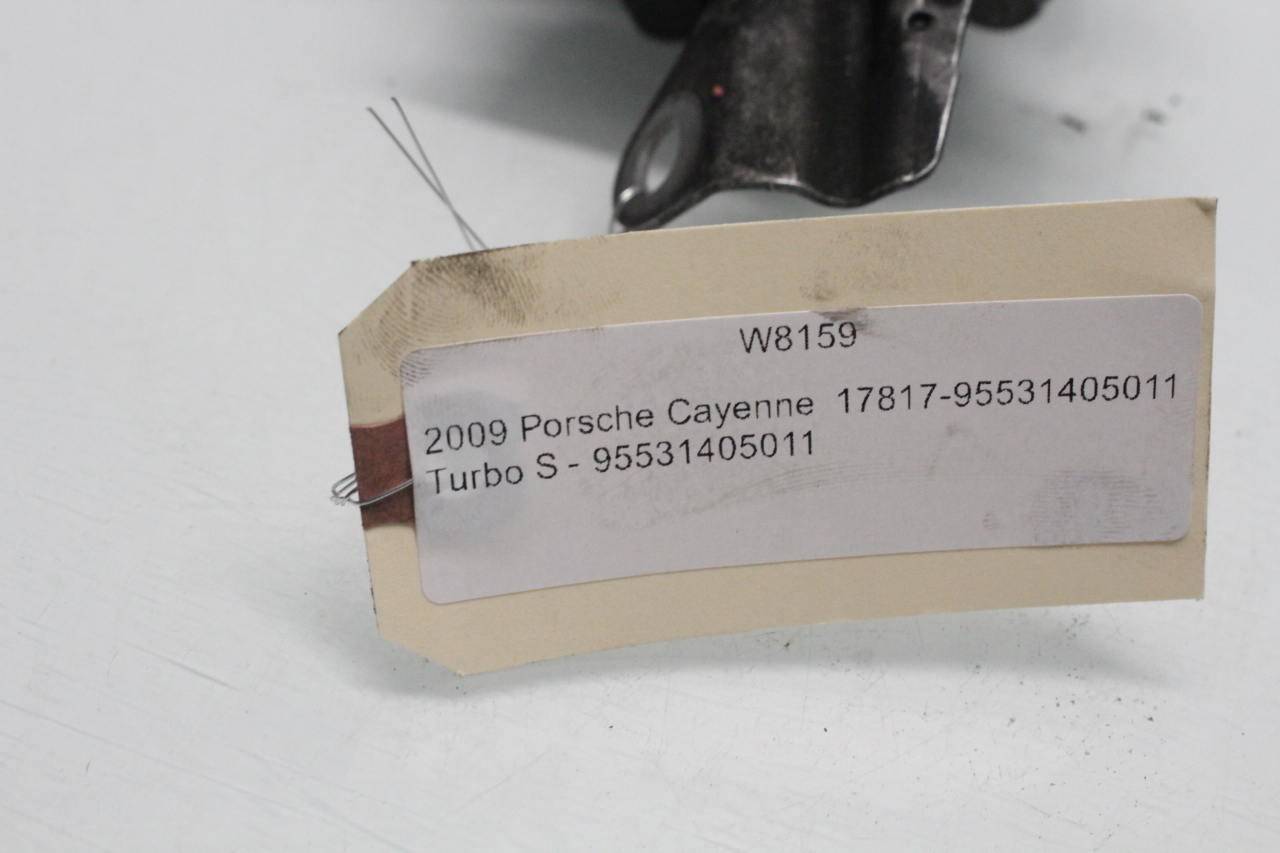 W8159
2009 Porsche Cayenne 17817-95531405011
Turbo S - 95531405011